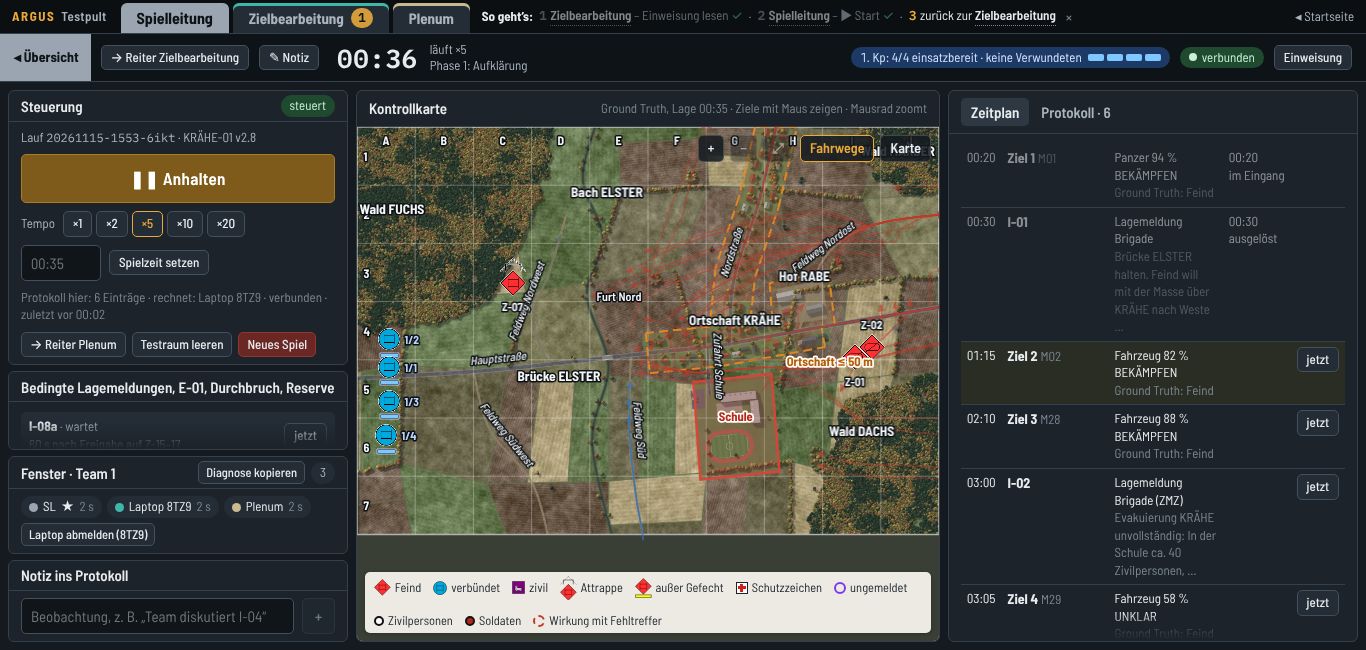 ARGUS Testpult
Spielleitung
Zielbearbeitung 1
Plenum
So geht's: 1 Zielbearbeitung – Einweisung lesen ✓ · 2 Spielleitung – ▶ Start ✓ · 3 zurück zur Zielbearbeitung ×
◂ Startseite
◂ Übersicht
→ Reiter Zielbearbeitung
✎ Notiz
00:36
läuft ×5
Phase 1: Aufklärung
1. Kp: 4/4 einsatzbereit · keine Verwundeten
verbunden
Einweisung
Steuerung
steuert
Lauf 20261115-1553-6ikt · KRÄHE-01 v2.8
❚❚ Anhalten
Tempo ×1 ×2 ×5 ×10 ×20
00:35
Spielzeit setzen
Protokoll hier: 6 Einträge · rechnet: Laptop 8TZ9 · verbunden ·
zuletzt vor 00:02
→ Reiter Plenum
Testraum leeren
Neues Spiel
Bedingte Lagemeldungen, E-01, Durchbruch, Reserve
I-08a · wartet
60 s nach Freigabe auf Z-15–17
jetzt
Fenster · Team 1
Diagnose kopieren
3
SL ★ 2 s
Laptop 8TZ9 2 s
Plenum 2 s
Laptop abmelden (8TZ9)
Notiz ins Protokoll
Beobachtung, z. B. „Team diskutiert I-04“
+
Kontrollkarte
Ground Truth, Lage 00:35 · Ziele mit Maus zeigen · Mausrad zoomt
A B C D E F G H
+ − ⤢
Fahrwege
Karte
1
2
3
4
5
6
7
Bach ELSTER
Wald FUCHS
Nordstraße
Feldweg Nordost
Hof RABE
Z-07
Feldweg Nordwest
Furt Nord
Ortschaft KRÄHE
Z-02
1/2
Hauptstraße
Zufahrt Schule
Ortschaft ≤ 50 m
1/1
Brücke ELSTER
Z-01
1/3
Feldweg Südwest
Feldweg Süd
Schule
Wald DACHS
1/4
Feind
verbündet
zivil
Attrappe
außer Gefecht
Schutzzeichen
ungemeldet
Zivilpersonen
Soldaten
Wirkung mit Fehltreffer
Zeitplan
Protokoll · 6
00:20 Ziel 1 M01 Panzer 94 % 00:20
BEKÄMPFEN im Eingang
Ground Truth: Feind
00:30 I-01 Lagemeldung 00:30
Brigade ausgelöst
Brücke ELSTER
halten, Feind will
mit der Masse über
KRÄHE nach Weste
...
01:15 Ziel 2 M02 Fahrzeug 82 % jetzt
BEKÄMPFEN
Ground Truth: Feind
02:10 Ziel 3 M28 Fahrzeug 88 % jetzt
BEKÄMPFEN
Ground Truth: Feind
03:00 I-02 Lagemeldung jetzt
Brigade (ZMZ)
Evakuierung KRÄHE
unvollständig: In der
Schule ca. 40
Zivilpersonen, ...
03:05 Ziel 4 M29 Fahrzeug 58 % jetzt
UNKLAR
Ground Truth: Feind